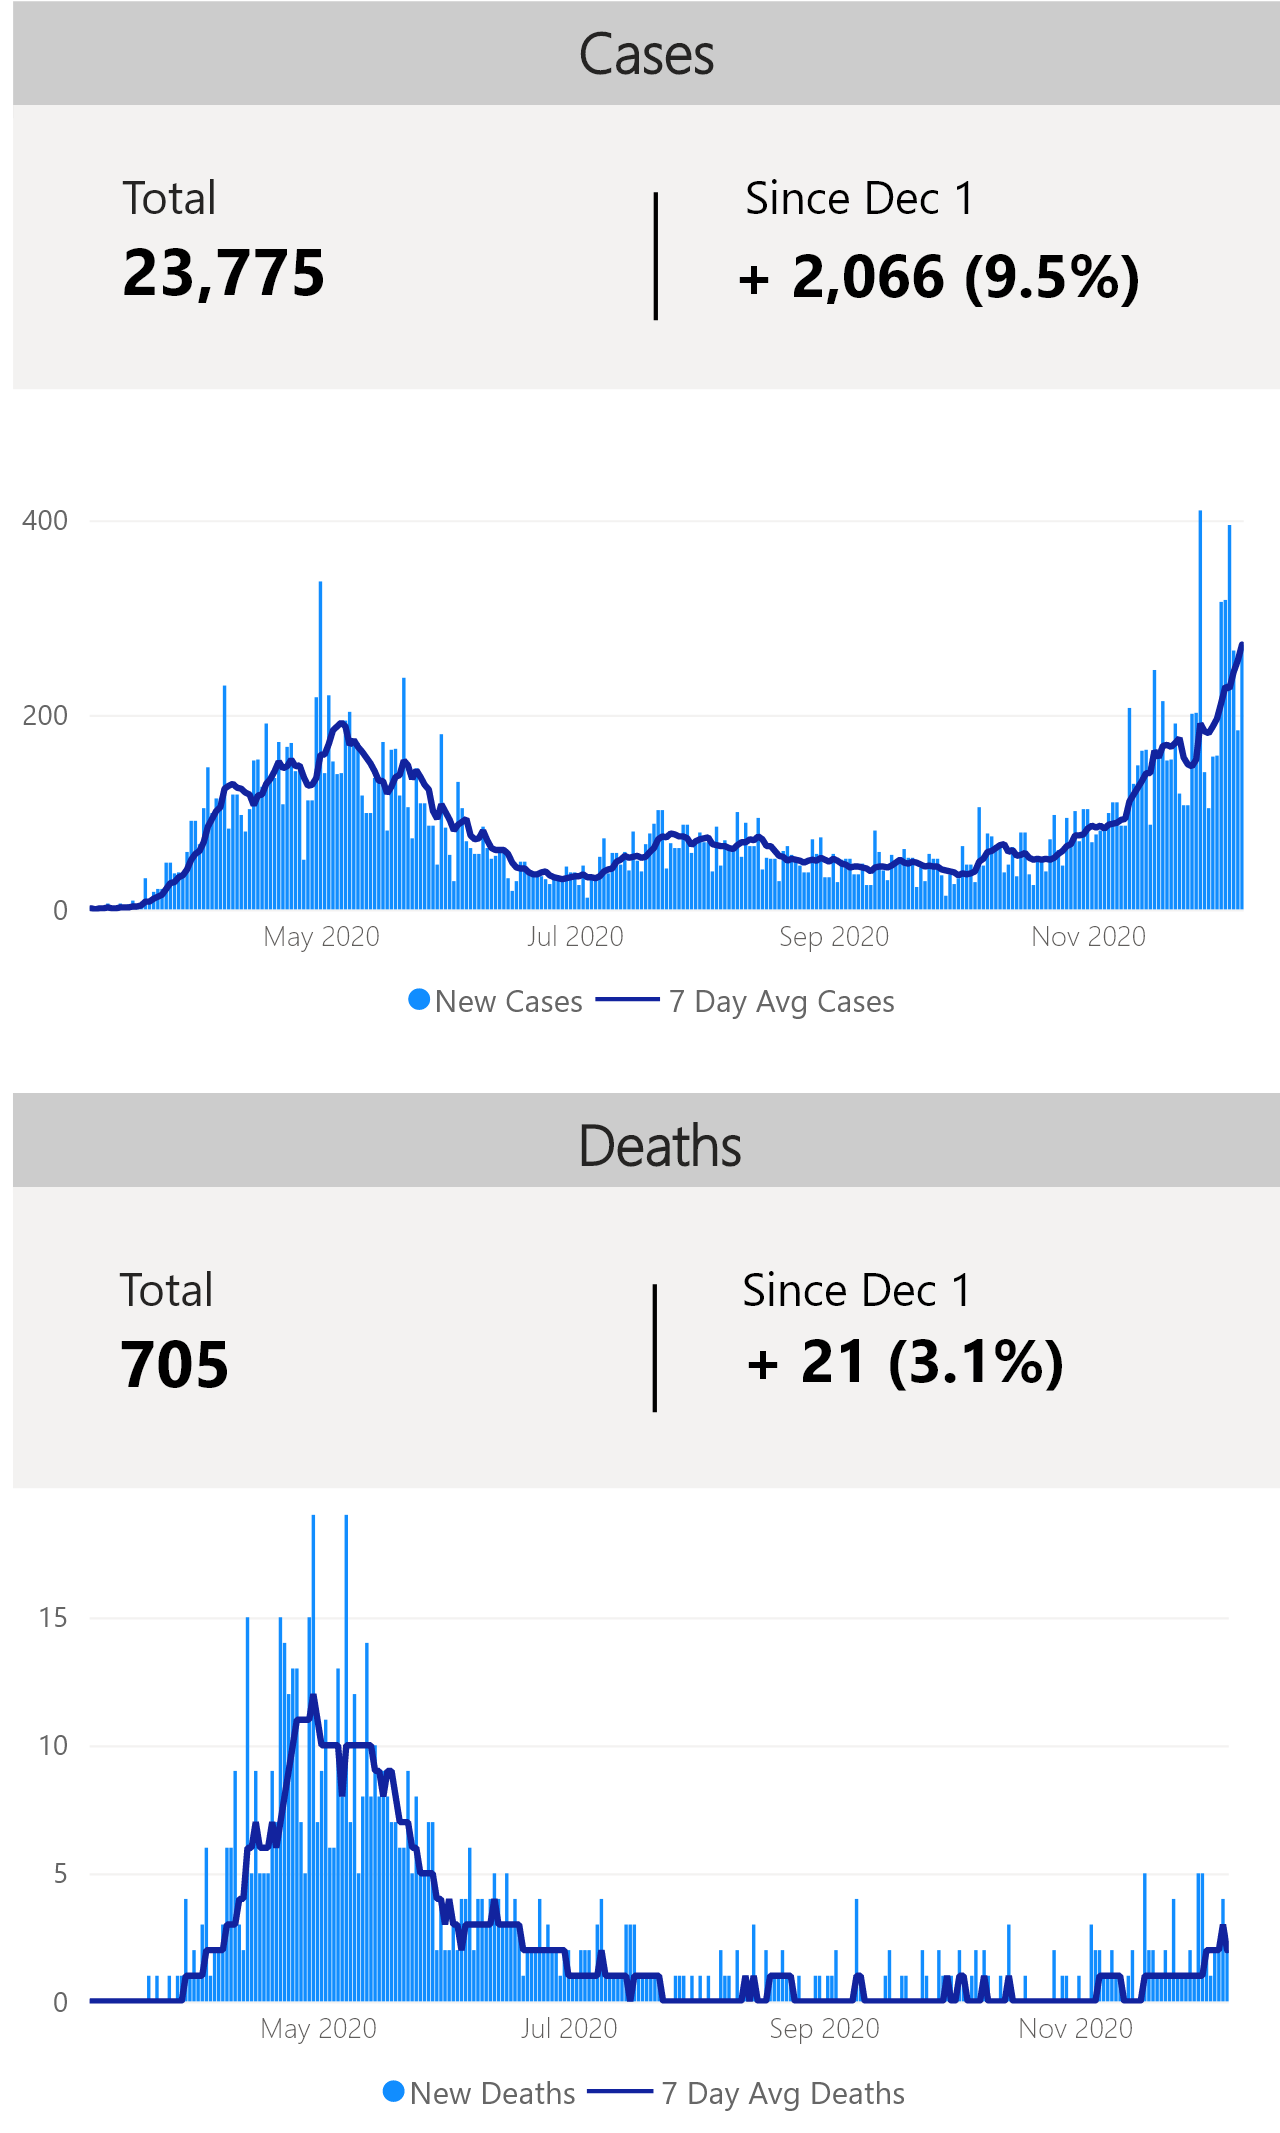 Cases
Total
Since Dec 1
23,775
+ 2,066 (9.5%)
400
200
0
May 2020
Jul 2020
Sep 2020
Nov 2020
New Cases
7 Day Avg Cases
Deaths
Total
Since Dec 1
705
+ 21 (3.1%)
15
10
5
0
May 2020
Jul 2020
Sep 2020
Nov 2020
New Deaths
7 Day Avg Deaths